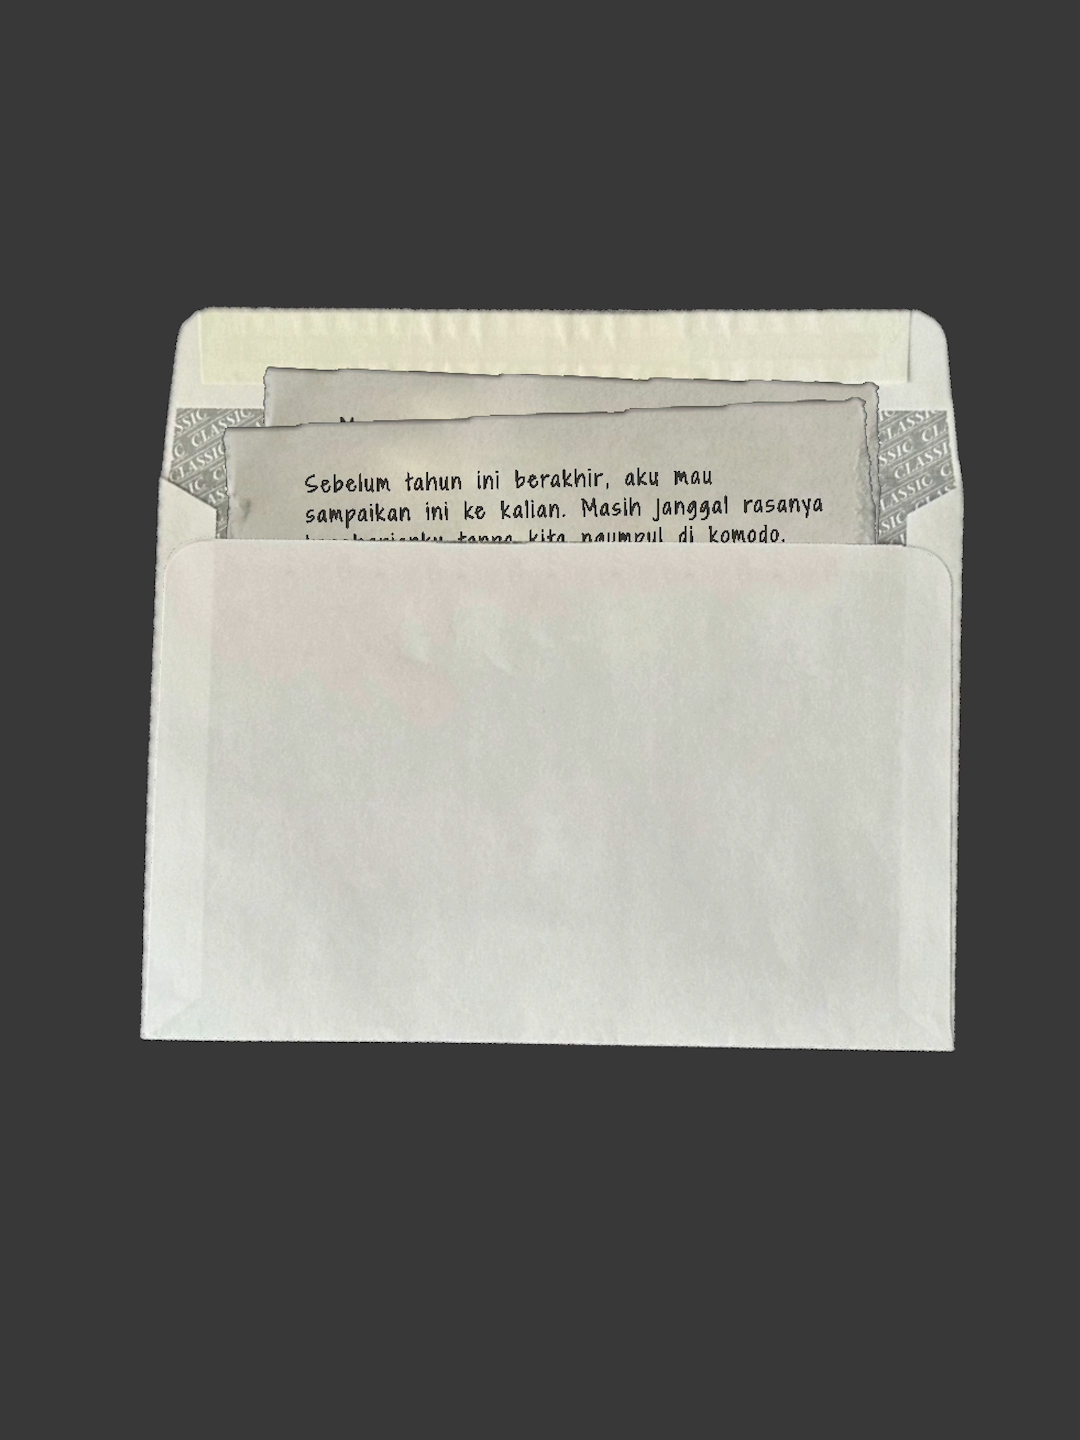 M
Sebelum tahun ini berakhir, aku mau
sampaikan ini ke kalian. Masih janggal rasanya
tanpa kita ngumpul di komodo.
CLASSIC
CLASSIC
CLASSIC
CLASSIC